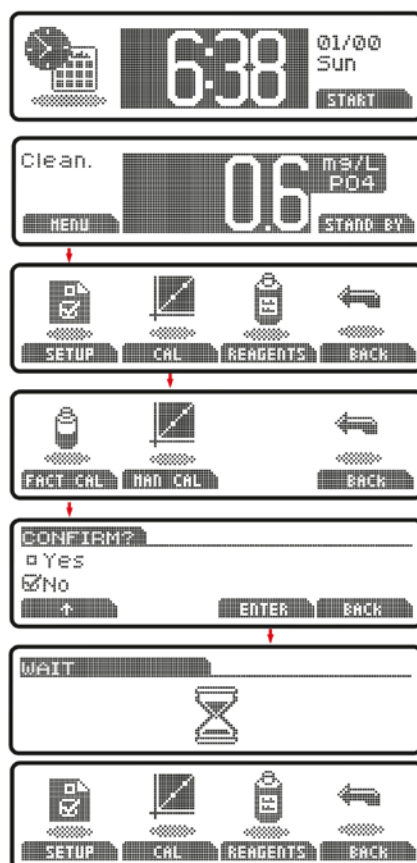 6:38
01/00
Sun
START
Clean.
0.6
mg/L
PO4
MENU
STAND BY
SETUP CAL REAGENTS BACK
FACT CAL MAN CAL BACK
CONFIRM?
Yes
No
↑ ENTER BACK
WAIT
SETUP CAL REAGENTS BACK